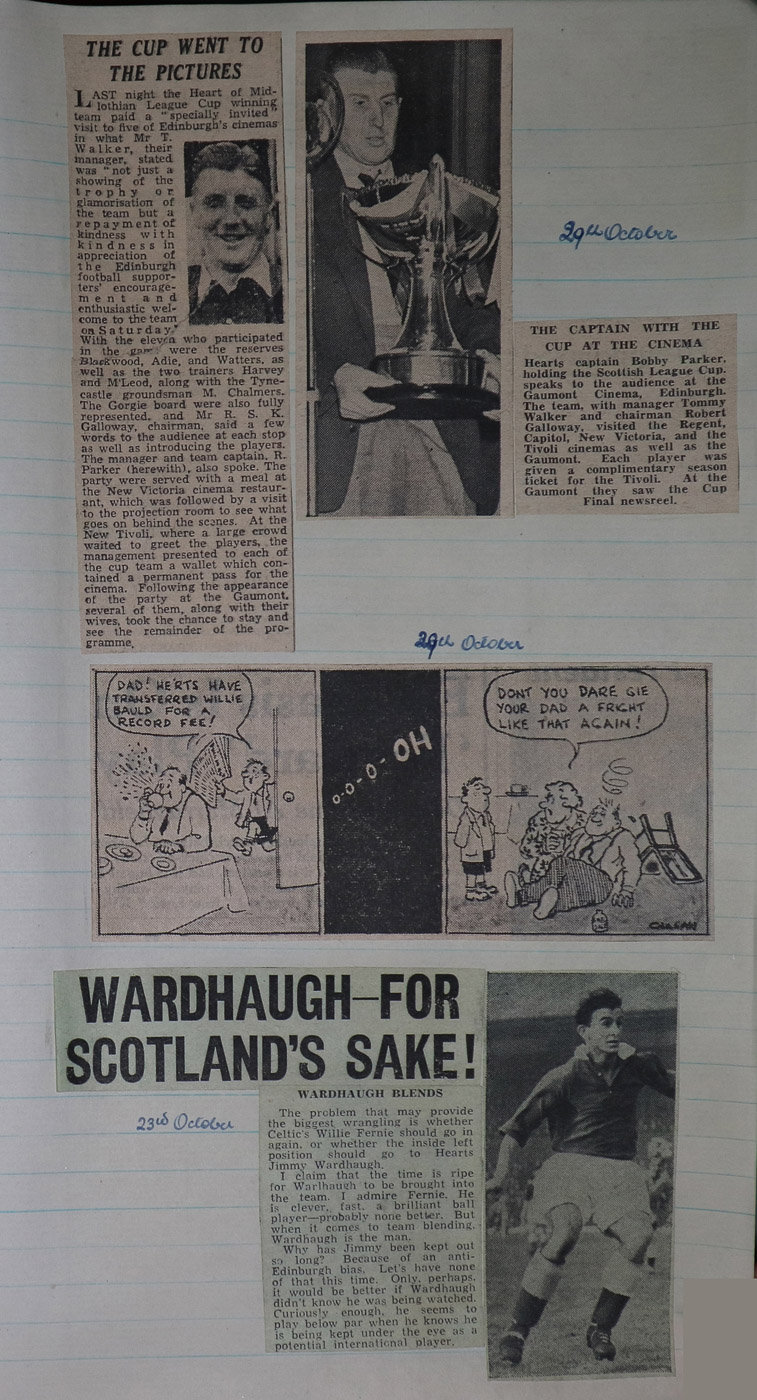 THE CUP WENT TO
THE PICTURES
LAST night the Heart of Mid-
lothian League Cup winning
team paid a "specially invited"
visit to five of Edinburgh's cinemas
in what Mr T.
Walker, their
manager, stated
was "not just a
showing of the
trophy or
glamorisation of
the team but a
repayment of
kindness with
kindness in
appreciation of
the Edinburgh
football suppor-
ters' encourage-
ment and
enthusiastic wel-
come to the team
on Saturday."
With the eleven who participated
in the game were the reserves
Blackwood, Adie, and Watters, as
well as the two trainers Harvey
and M'Leod, along with the Tyne-
castle groundsman M. Chalmers.
The Gorgie board were also fully
represented, and Mr R. S. K.
Galloway, chairman, said a few
words to the audience at each stop
as well as introducing the players.
The manager and team captain, R.
Parker (herewith), also spoke. The
party were served with a meal at
the New Victoria cinema restaur-
ant, which was followed by a visit
to the projection room to see what
goes on behind the scenes. At the
New Tivoli, where a large crowd
waited to greet the players, the
management presented to each of
the cup team a wallet which con-
tained a permanent pass for the
cinema. Following the appearance
of the party at the Gaumont,
several of them, along with their
wives, took the chance to stay and
see the remainder of the pro-
gramme.
29th October
THE CAPTAIN WITH THE
CUP AT THE CINEMA
Hearts captain Bobby Parker,
holding the Scottish League Cup,
speaks to the audience at the
Gaumont Cinema, Edinburgh.
The team, with manager Tommy
Walker and chairman Robert
Galloway, visited the Regent,
Capitol, New Victoria, and the
Tivoli cinemas as well as the
Gaumont. Each player was
given a complimentary season
ticket for the Tivoli. At the
Gaumont they saw the Cup
Final newsreel.
29th October
DAD! HE'RTS HAVE
TRANSFERRED WILLIE
BAULD FOR A
RECORD FEE!
O-O-O-O-OH
DONT YOU DARE GIE
YOUR DAD A FRIGHT
LIKE THAT AGAIN!
WARDHAUGH—FOR
SCOTLAND'S SAKE!
23rd October
WARDHAUGH BLENDS
The problem that may provide
the biggest wrangling is whether
Celtic's Willie Fernie should go in
again, or whether the inside left
position should go to Hearts
Jimmy Wardhaugh.
I claim that the time is ripe
for Warlhaugh to be brought into
the team. I admire Fernie. He
is clever, fast, a brilliant ball
player—probably none better. But
when it comes to team blending,
Wardhaugh is the man.
Why has Jimmy been kept out
so long? Because of an anti-
Edinburgh bias. Let's have none
of that this time. Only, perhaps,
it would be better if Wardhaugh
didn't know he was being watched.
Curiously enough, he seems to
play below par when he knows he
is being kept under the eye as a
potential international player.